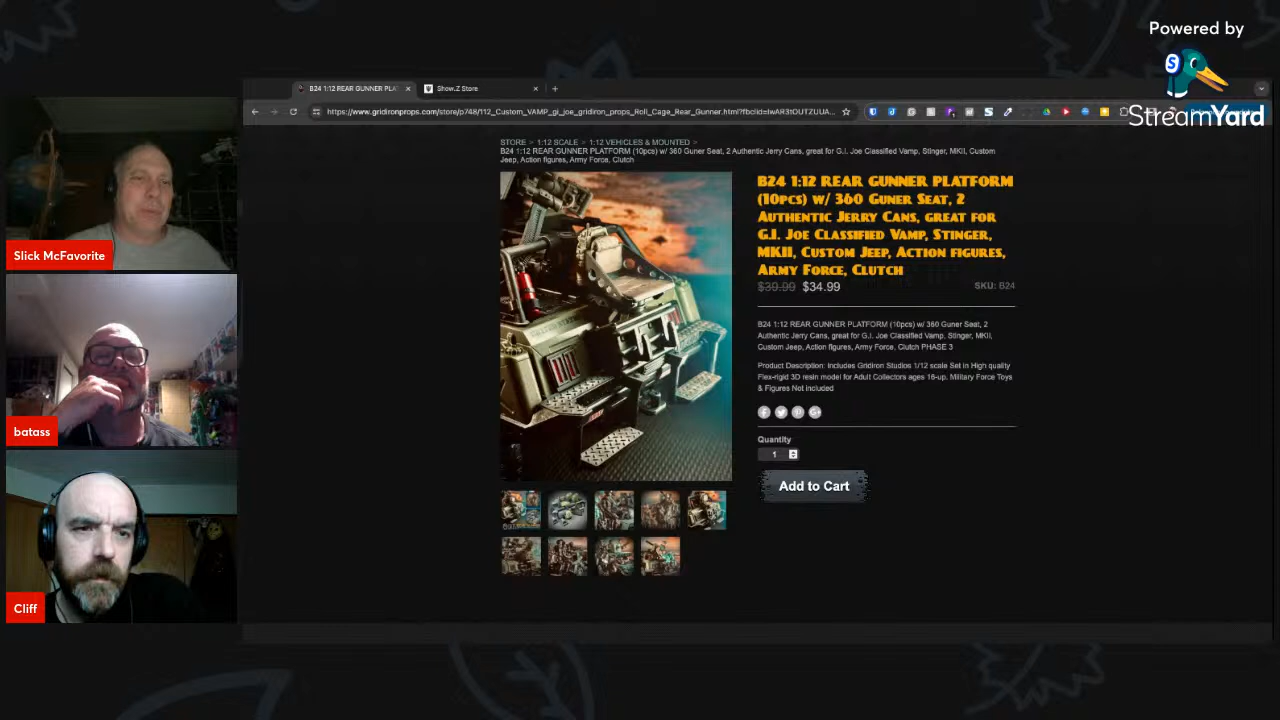 Powered by
StreamYard
B24 1:12 REAR GUNNER PLA
Show.Z Store
https://www.gridironprops.com/store/p748/112_Custom_VAMP_gi_joe_gridiron_props_Roll_Cage_Rear_Gunner.html?fbclid=IwAR3tOUTZUUA...
STORE > 1:12 SCALE > 1:12 VEHICLES & MOUNTED >
B24 1:12 REAR GUNNER PLATFORM (10pcs) w/ 360 Guner Seat, 2 Authentic Jerry Cans, great for G.I. Joe Classified Vamp, Stinger, MKII, Custom
Jeep, Action figures, Army Force, Clutch
B24 1:12 REAR GUNNER PLATFORM
(10PCS) W/ 360 GUNER SEAT, 2
AUTHENTIC JERRY CANS, GREAT FOR
G.I. JOE CLASSIFIED VAMP, STINGER,
MKII, CUSTOM JEEP, ACTION FIGURES,
ARMY FORCE, CLUTCH
$39.99 $34.99
SKU: B24
B24 1:12 REAR GUNNER PLATFORM (10pcs) w/ 360 Guner Seat, 2
Authentic Jerry Cans, great for G.I. Joe Classified Vamp, Stinger, MKII,
Custom Jeep, Action figures, Army Force, Clutch PHASE 3
Product Description: Includes Gridiron Studios 1/12 scale Set in High quality
Flex-rigid 3D resin model for Adult Collectors ages 16-up. Military Force Toys
& Figures Not included
Quantity
1
Add to Cart
Slick McFavorite
batass
Cliff